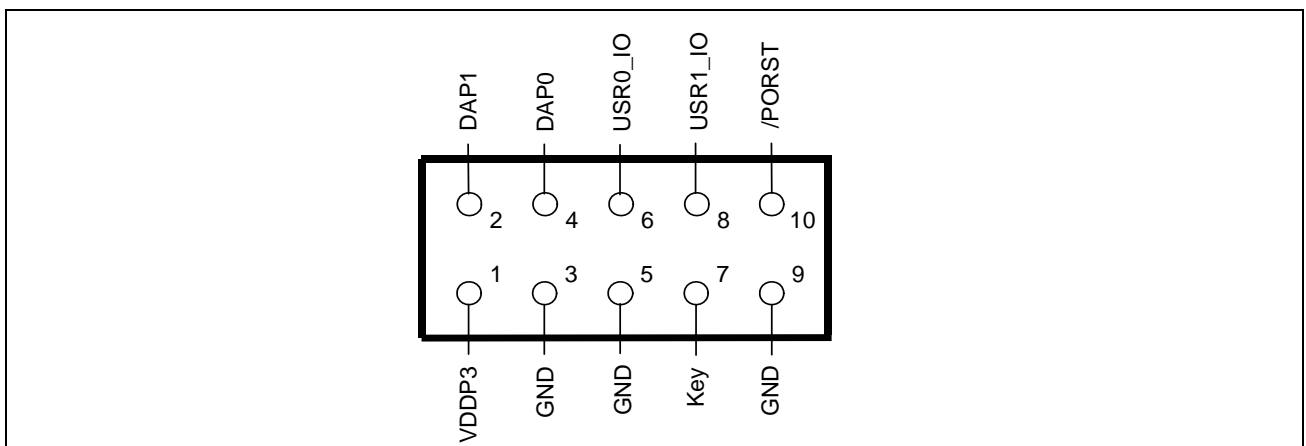 DAP1 DAP0 USR0_IO USR1_IO /PORST
2 4 6 8 10
1 3 5 7 9
VDDP3 GND GND Key GND